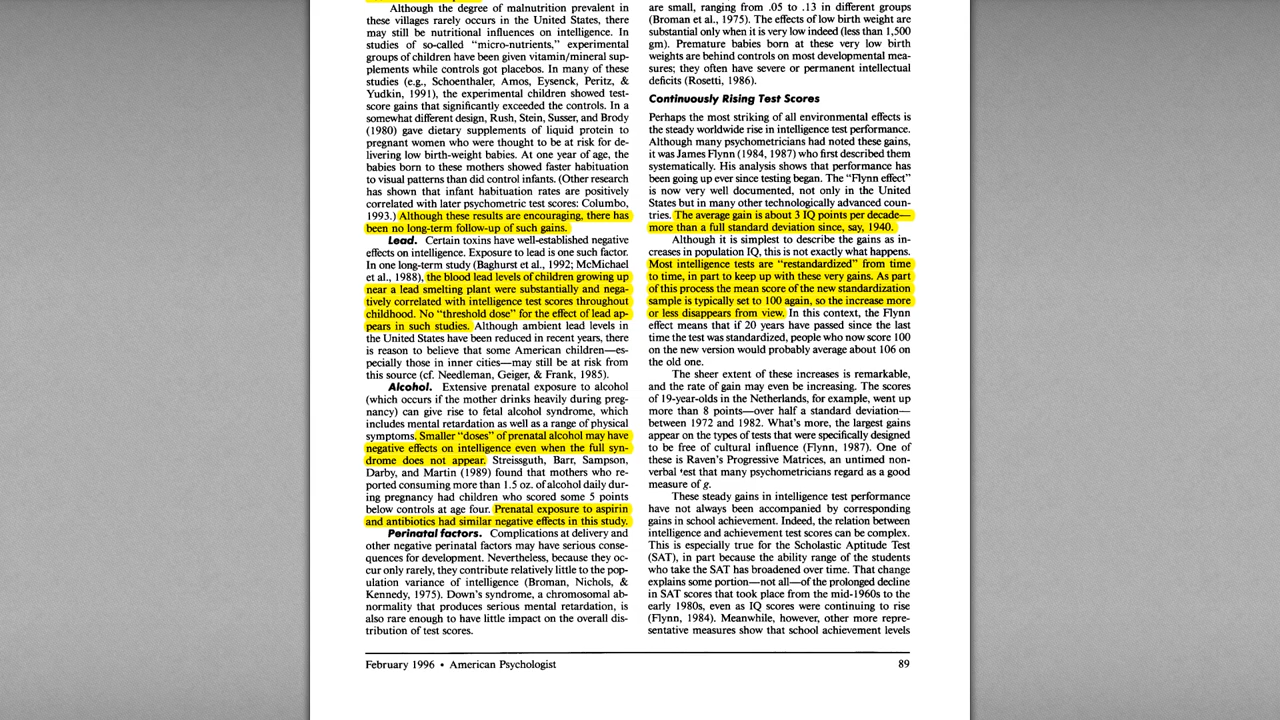 Although the degree of malnutrition prevalent in
these villages rarely occurs in the United States, there
may still be nutritional influences on intelligence. In
studies of so-called “micro-nutrients,” experimental
groups of children have been given vitamin/mineral sup-
plements while controls got placebos. In many of these
studies (e.g., Schoenthaler, Amos, Eysenck, Peritz, &
Yudkin, 1991), the experimental children showed test-
score gains that significantly exceeded the controls. In a
somewhat different design, Rush, Stein, Susser, and Brody
(1980) gave dietary supplements of liquid protein to
pregnant women who were thought to be at risk for de-
livering low birth-weight babies. At one year of age, the
babies born to these mothers showed faster habituation
to visual patterns than did control infants. (Other research
has shown that infant habituation rates are positively
correlated with later psychometric test scores: Columbo,
1993.) Although these results are encouraging, there has
been no long-term follow-up of such gains.
Lead. Certain toxins have well-established negative
effects on intelligence. Exposure to lead is one such factor.
In one long-term study (Baghurst et al., 1992; McMichael
et al., 1988), the blood lead levels of children growing up
near a lead smelting plant were substantially and nega-
tively correlated with intelligence test scores throughout
childhood. No “threshold dose” for the effect of lead ap-
pears in such studies. Although ambient lead levels in
the United States have been reduced in recent years, there
is reason to believe that some American children—es-
pecially those in inner cities—may still be at risk from
this source (cf. Needleman, Geiger, & Frank, 1985).
Alcohol. Extensive prenatal exposure to alcohol
(which occurs if the mother drinks heavily during preg-
nancy) can give rise to fetal alcohol syndrome, which
includes mental retardation as well as a range of physical
symptoms. Smaller “doses” of prenatal alcohol may have
negative effects on intelligence even when the full syn-
drome does not appear. Streissguth, Barr, Sampson,
Darby, and Martin (1989) found that mothers who re-
ported consuming more than 1.5 oz. of alcohol daily dur-
ing pregnancy had children who scored some 5 points
below controls at age four. Prenatal exposure to aspirin
and antibiotics had similar negative effects in this study.
Perinatal factors. Complications at delivery and
other negative perinatal factors may have serious conse-
quences for development. Nevertheless, because they oc-
cur only rarely, they contribute relatively little to the pop-
ulation variance of intelligence (Broman, Nichols, &
Kennedy, 1975). Down’s syndrome, a chromosomal ab-
normality that produces serious mental retardation, is
also rare enough to have little impact on the overall dis-
tribution of test scores.
are small, ranging from .05 to .13 in different groups
(Broman et al., 1975). The effects of low birth weight are
substantial only when it is very low indeed (less than 1,500
gm). Premature babies born at these very low birth
weights are behind controls on most developmental mea-
sures; they often have severe or permanent intellectual
deficits (Rosetti, 1986).
Continuously Rising Test Scores
Perhaps the most striking of all environmental effects is
the steady worldwide rise in intelligence test performance.
Although many psychometricians had noted these gains,
it was James Flynn (1984, 1987) who first described them
systematically. His analysis shows that performance has
been going up ever since testing began. The “Flynn effect”
is now very well documented, not only in the United
States but in many other technologically advanced coun-
tries. The average gain is about 3 IQ points per decade—
more than a full standard deviation since, say, 1940.
Although it is simplest to describe the gains as in-
creases in population IQ, this is not exactly what happens.
Most intelligence tests are “restandardized” from time
to time, in part to keep up with these very gains. As part
of this process the mean score of the new standardization
sample is typically set to 100 again, so the increase more
or less disappears from view. In this context, the Flynn
effect means that if 20 years have passed since the last
time the test was standardized, people who now score 100
on the new version would probably average about 106 on
the old one.
The sheer extent of these increases is remarkable,
and the rate of gain may even be increasing. The scores
of 19-year-olds in the Netherlands, for example, went up
more than 8 points—over half a standard deviation—
between 1972 and 1982. What’s more, the largest gains
appear on the types of tests that were specifically designed
to be free of cultural influence (Flynn, 1987). One of
these is Raven’s Progressive Matrices, an untimed non-
verbal test that many psychometricians regard as a good
measure of g.
These steady gains in intelligence test performance
have not always been accompanied by corresponding
gains in school achievement. Indeed, the relation between
intelligence and achievement test scores can be complex.
This is especially true for the Scholastic Aptitude Test
(SAT), in part because the ability range of the students
who take the SAT has broadened over time. That change
explains some portion—not all—of the prolonged decline
in SAT scores that took place from the mid-1960s to the
early 1980s, even as IQ scores were continuing to rise
(Flynn, 1984). Meanwhile, however, other more repre-
sentative measures show that school achievement levels
February 1996 • American Psychologist
89